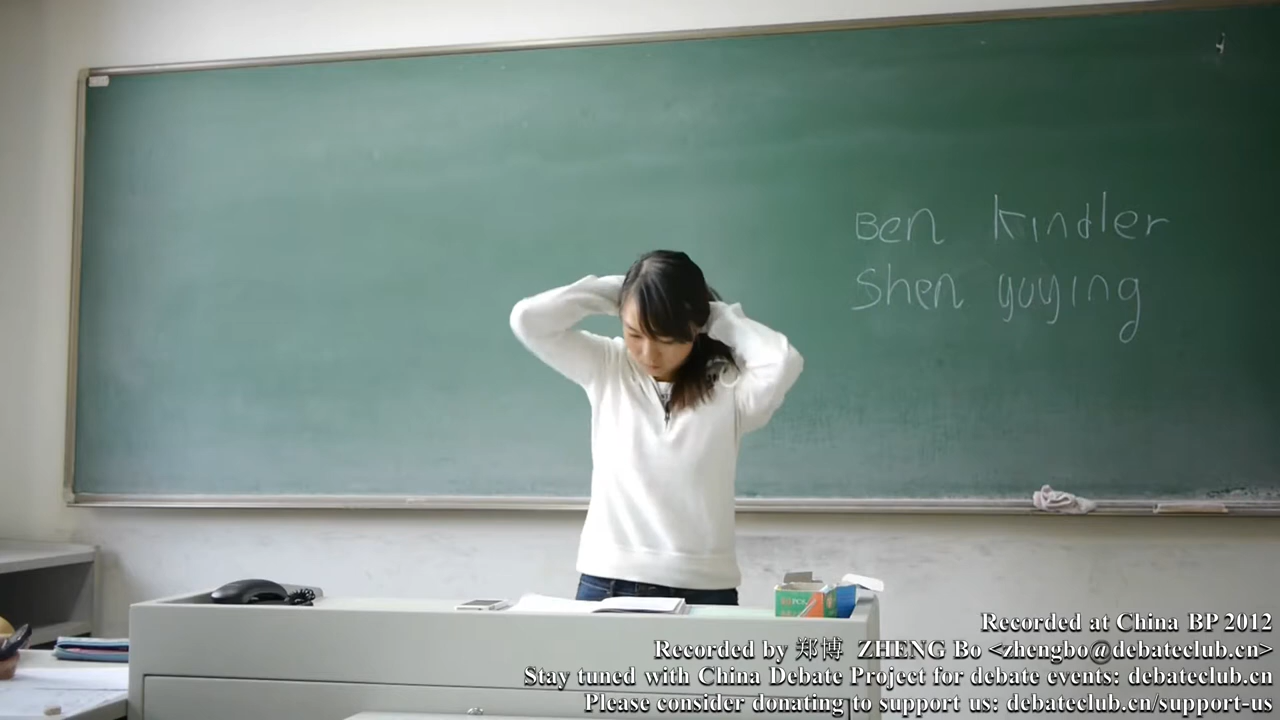 Ben Kindler
Shen yuying
Recorded at China BP 2012
Recorded by 郑博 ZHENG Bo <zhengbo@debateclub.cn>
Stay tuned with China Debate Project for debate events: debateclub.cn
Please consider donating to support us: debateclub.cn/support-us